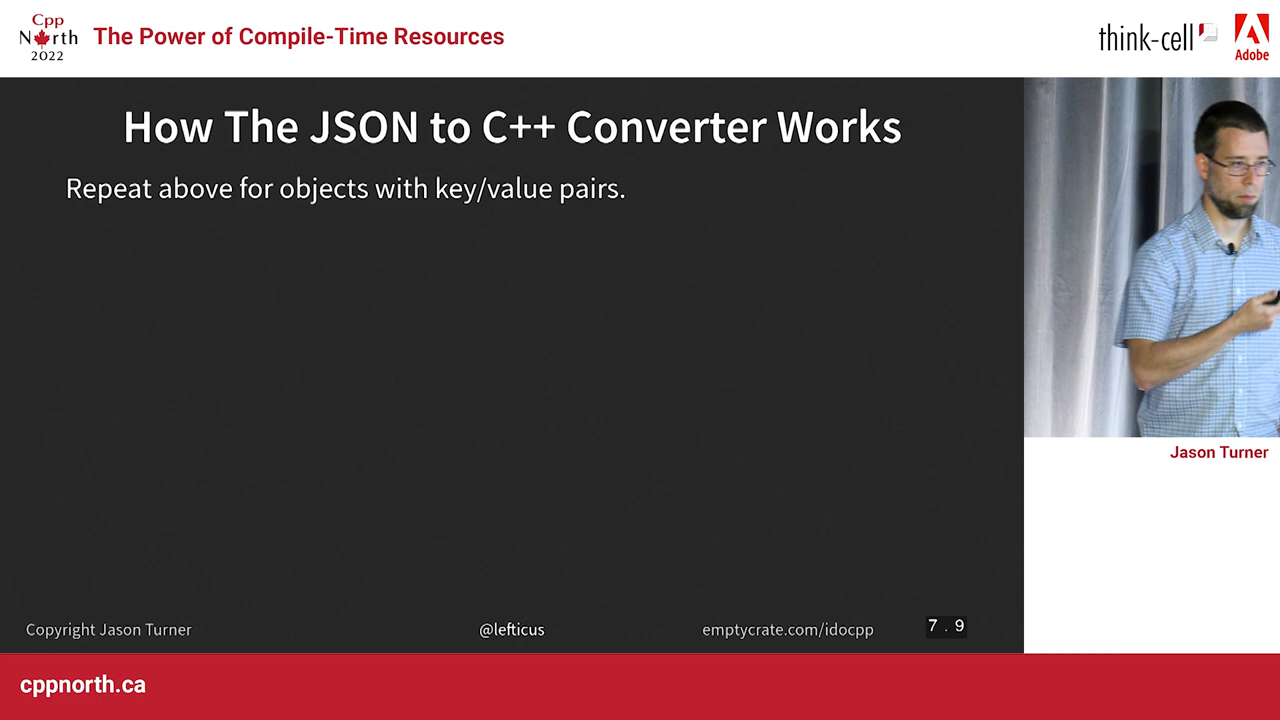 Cpp
North
2022
The Power of Compile-Time Resources
think-cell
Adobe
How The JSON to C++ Converter Works
Repeat above for objects with key/value pairs.
Jason Turner
Copyright Jason Turner
@lefticus
emptycrate.com/idocpp
7 . 9
cppnorth.ca